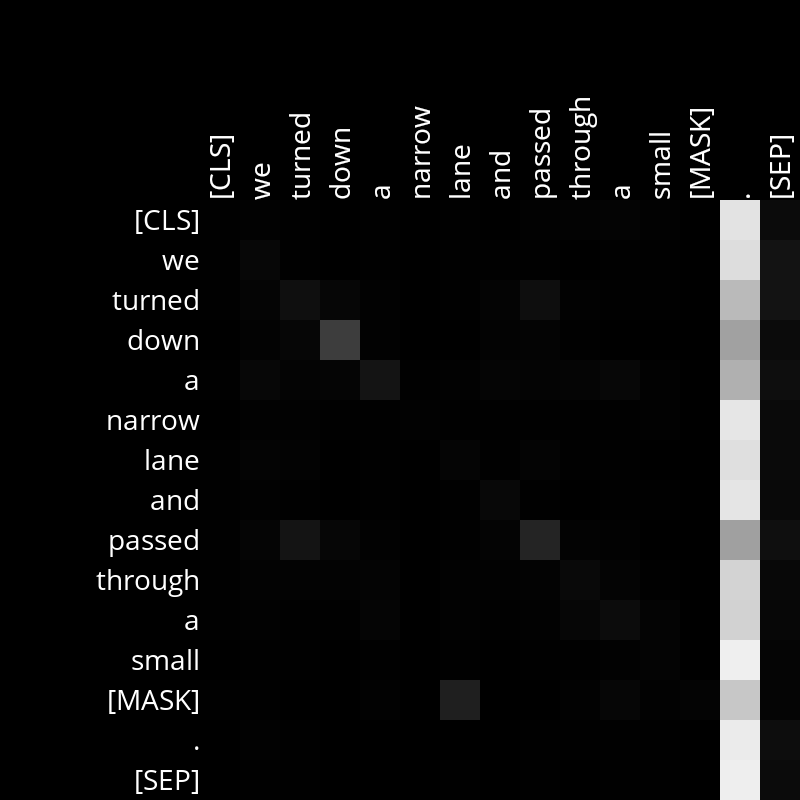 [CLS] we turned down a narrow lane and passed through a small [MASK] . [SEP]
[CLS]
we
turned
down
a
narrow
lane
and
passed
through
a
small
[MASK]
.
[SEP]